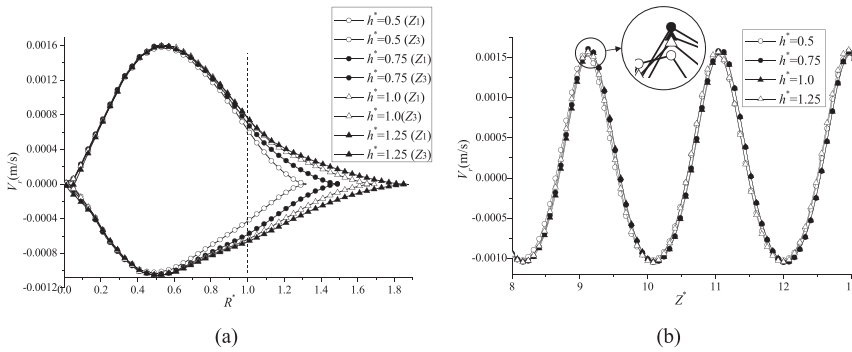 (a)
V_r(m/s)
0.0016
0.0012
0.0008
0.0004
0.0000
-0.0004
-0.0008
-0.0012
0.0 0.2 0.4 0.6 0.8 1.0 1.2 1.4 1.6 1.8
R*
h*=0.5 (Z1)
h*=0.5 (Z3)
h*=0.75 (Z1)
h*=0.75 (Z3)
h*=1.0 (Z1)
h*=1.0(Z3)
h*=1.25 (Z1)
h*=1.25 (Z3)
(a)
V_r(m/s)
0.0015
0.0010
0.0005
0.0000
-0.0005
-0.0010
8 9 10 11 12
Z*
h*=0.5
h*=0.75
h*=1.0
h*=1.25
(b)